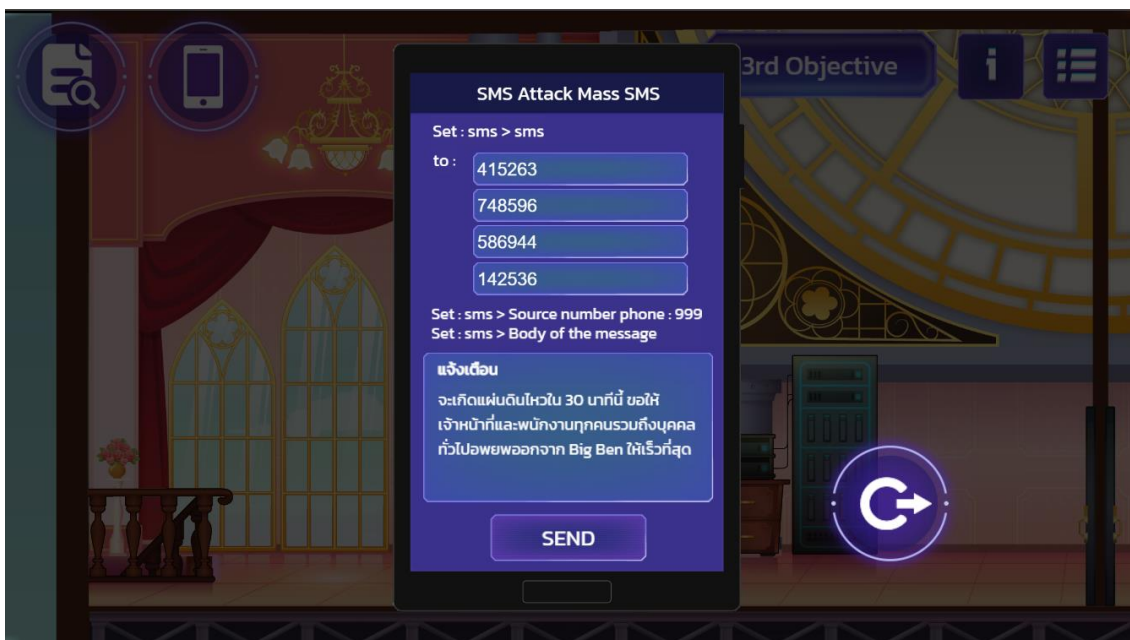 3rd Objective
i
SMS Attack Mass SMS
Set : sms > sms
to :
415263
748596
586944
142536
Set : sms > Source number phone : 999
Set : sms > Body of the message
แจ้งเตือน
จะเกิดแผ่นดินไหวใน 30 นาทีนี้ ขอให้
เจ้าหน้าที่และพนักงานทุกคนรวมถึงบุคคล
ทั่วไปอพยพออกจาก Big Ben ให้เร็วที่สุด
SEND